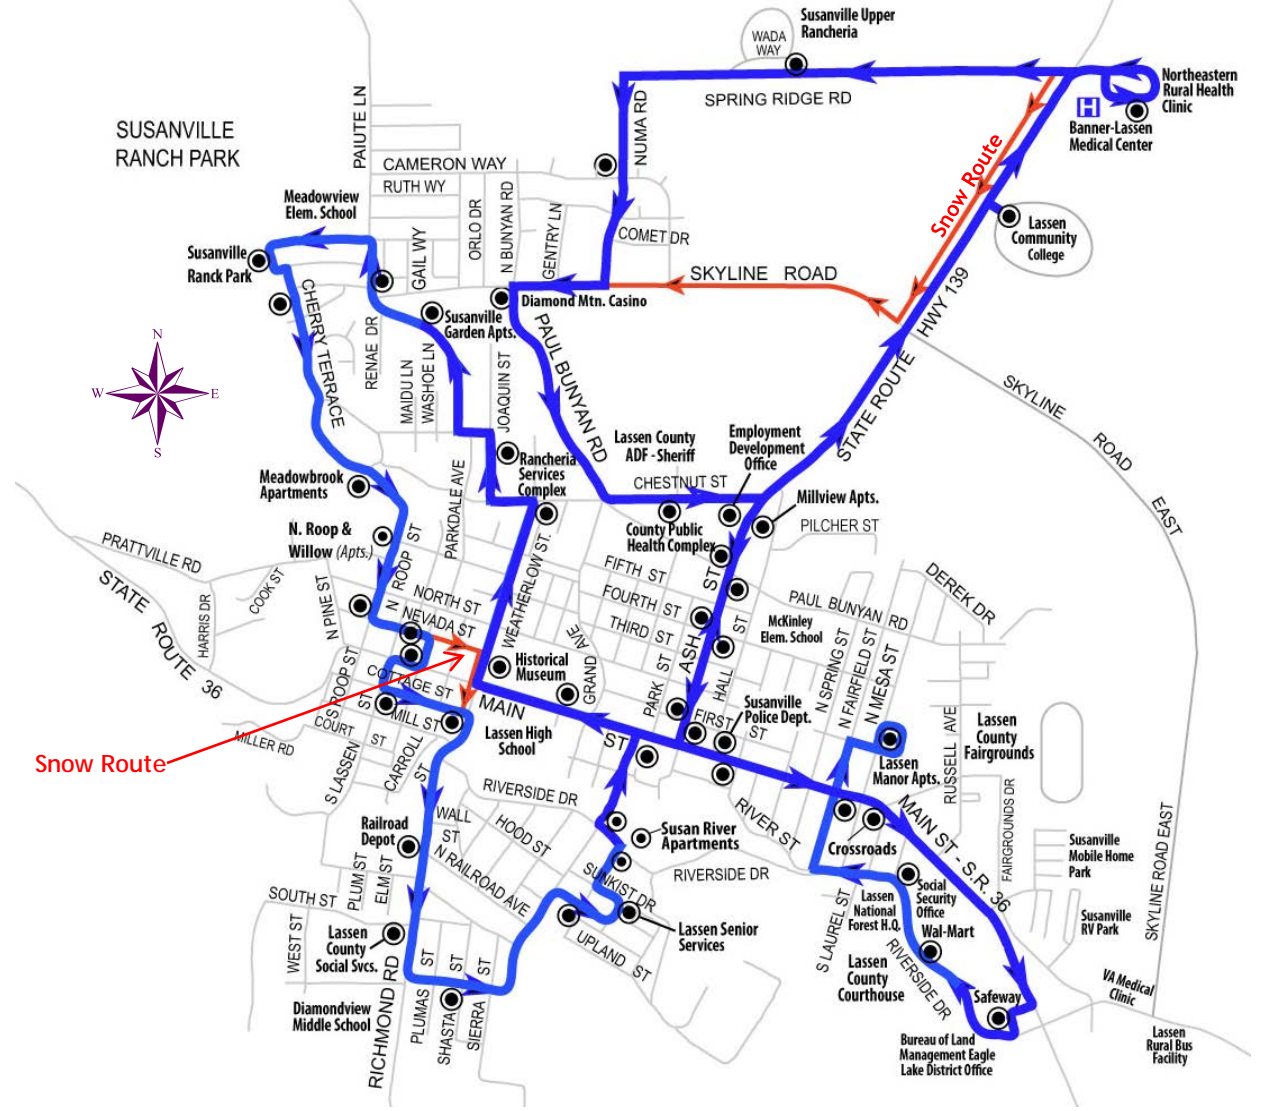 Susanville Upper
Rancheria
WADA
WAY
Northeastern
Rural Health
Clinic
SPRING RIDGE RD
NUMA RD
H
Banner-Lassen
Medical Center
SUSANVILLE
RANCH PARK
PAIUTE LN
CAMERON WAY
RUTH WY
Snow Route
Meadowview
Elem. School
ORLO DR
N BUNYAN RD
GENTRY LN
GAIL WY
COMET DR
Lassen
Community
College
Susanville
Ranck Park
SKYLINE ROAD
HWY 139
Diamond Mtn. Casino
Susanville
Garden Apts.
CHERRY TERRACE
RENAE DR
MAIDU LN
WASHOE LN
JOAQUIN ST
PAUL BUNYAN RD
STATE ROUTE
N
W
E
S
SKYLINE
ROAD
EAST
Lassen County
ADF - Sheriff
Employment
Development
Office
Meadowbrook
Apartments
PARKDALE AVE
Rancheria
Services
Complex
CHESTNUT ST
Millview Apts.
PILCHER ST
County Public
Health Complex
N. Roop &
Willow (Apts.)
PRATTVILLE RD
STATE
ROUTE 36
HARRIS DR
COOK ST
N PINE ST
N ROOP ST
NORTH ST
NEVADA ST
WEATHERLOW ST.
FIFTH ST
FOURTH ST
THIRD ST
ASH ST
PAUL BUNYAN RD
DEREK DR
McKinley
Elem. School
HALL ST
PARK ST
GRAND AVE
Historical
Museum
N SPRING ST
N FAIRFIELD ST
N MESA ST
S ROOP ST
COTTAGE ST
MAIN
ST
MILL ST
COURT ST
MILLER RD
S LASSEN ST
CARROLL ST
Lassen High
School
FIRST ST
Susanville
Police Dept.
Lassen
Manor Apts.
RUSSELL AVE
Lassen
County
Fairgrounds
Snow Route
RIVERSIDE DR
HOOD ST
WALL
ST
RIVER ST
MAIN ST - S.R. 36
FAIRGROUNDS DR
Railroad
Depot
N RAILROAD AVE
Susan River
Apartments
Crossroads
Susanville
Mobile Home
Park
SKYLINE ROAD EAST
PLUM ST
ELM ST
SUNKIST DR
RIVERSIDE DR
SOUTH ST
WEST ST
Social
Security
Office
Lassen
National
Forest H.Q.
Susanville
RV Park
Lassen
County
Social Svcs.
UPLAND ST
Lassen Senior
Services
S LAUREL ST
Wal-Mart
Lassen
County
Courthouse
RIVERSIDE DR
RICHMOND RD
PLUMAS ST
SHASTA ST
SIERRA ST
Diamondview
Middle School
Safeway
VA Medical
Clinic
Bureau of Land
Management Eagle
Lake District Office
Lassen
Rural Bus
Facility